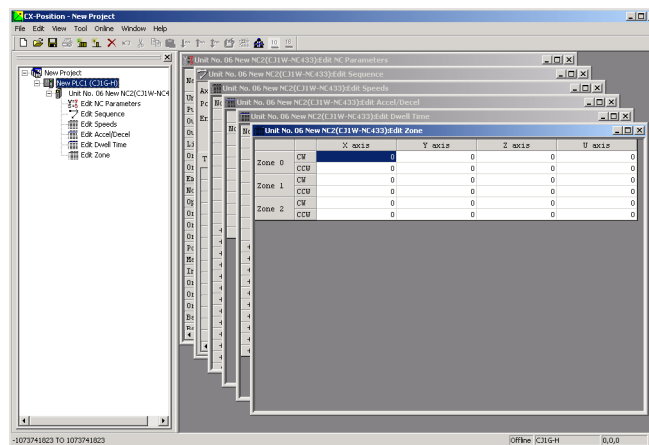 CX-Position - New Project
File Edit View Tool Online Window Help
New Project
New PLC1 (CJ1G-H)
Unit No. 06 New NC2(CJ1W-NC4
Edit NC Parameters
Edit Sequence
Edit Speeds
Edit Accel/Decel
Edit Dwell Time
Edit Zone
Unit No. 06 New NC2(CJ1W-NC433):Edit NC Parameters
Unit No. 06 New NC2(CJ1W-NC433):Edit Sequence
Unit No. 06 New NC2(CJ1W-NC433):Edit Speeds
Unit No. 06 New NC2(CJ1W-NC433):Edit Accel/Decel
Unit No. 06 New NC2(CJ1W-NC433):Edit Dwell Time
Unit No. 06 New NC2(CJ1W-NC433):Edit Zone
X axis Y axis Z axis U axis
Zone 0 CW 0 0 0 0
CCW 0 0 0 0
Zone 1 CW 0 0 0 0
CCW 0 0 0 0
Zone 2 CW 0 0 0 0
CCW 0 0 0 0
-1073741823 TO 1073741823 Offline CJ1G-H 0,0,0